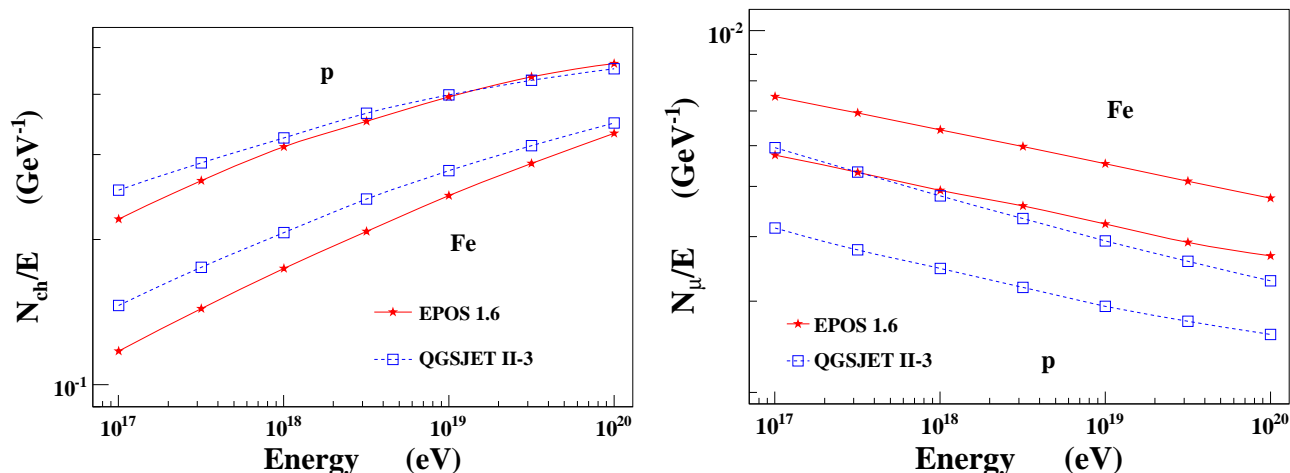 p
Fe
EPOS 1.6
QGSJET II-3
N_ch/E (GeV^-1)
10^-1
10^17 10^18 10^19 10^20
Energy (eV)
10^-2
Fe
EPOS 1.6
QGSJET II-3
p
N_μ/E (GeV^-1)
10^17 10^18 10^19 10^20
Energy (eV)